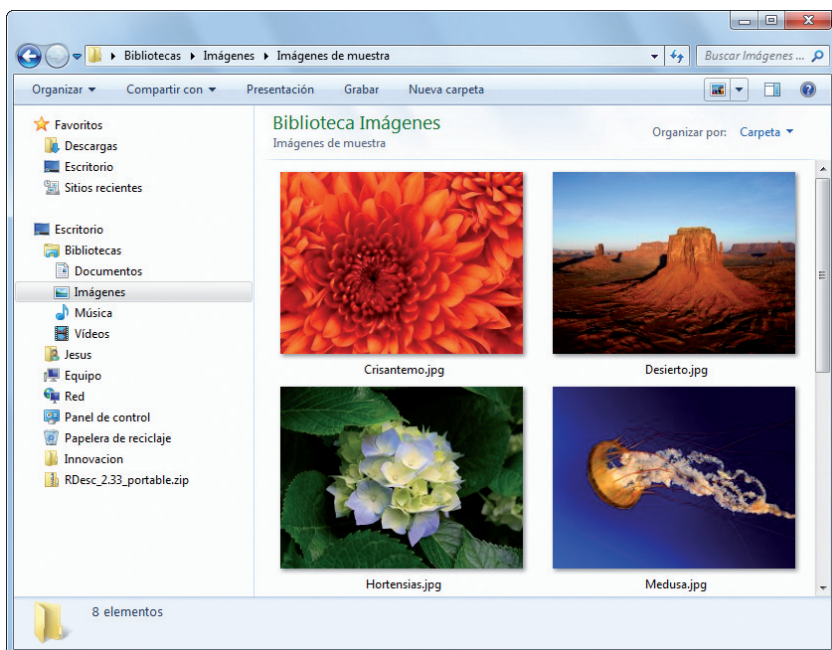 Bibliotecas Imágenes Imágenes de muestra
Buscar Imágenes ...
Organizar Compartir con Presentación Grabar Nueva carpeta
Favoritos
Descargas
Escritorio
Sitios recientes
Escritorio
Bibliotecas
Documentos
Imágenes
Música
Vídeos
Jesus
Equipo
Red
Panel de control
Papelera de reciclaje
Innovacion
RDesc_2.33_portable.zip
Biblioteca Imágenes
Imágenes de muestra
Organizar por: Carpeta
Crisantemo.jpg
Desierto.jpg
Hortensias.jpg
Medusa.jpg
8 elementos